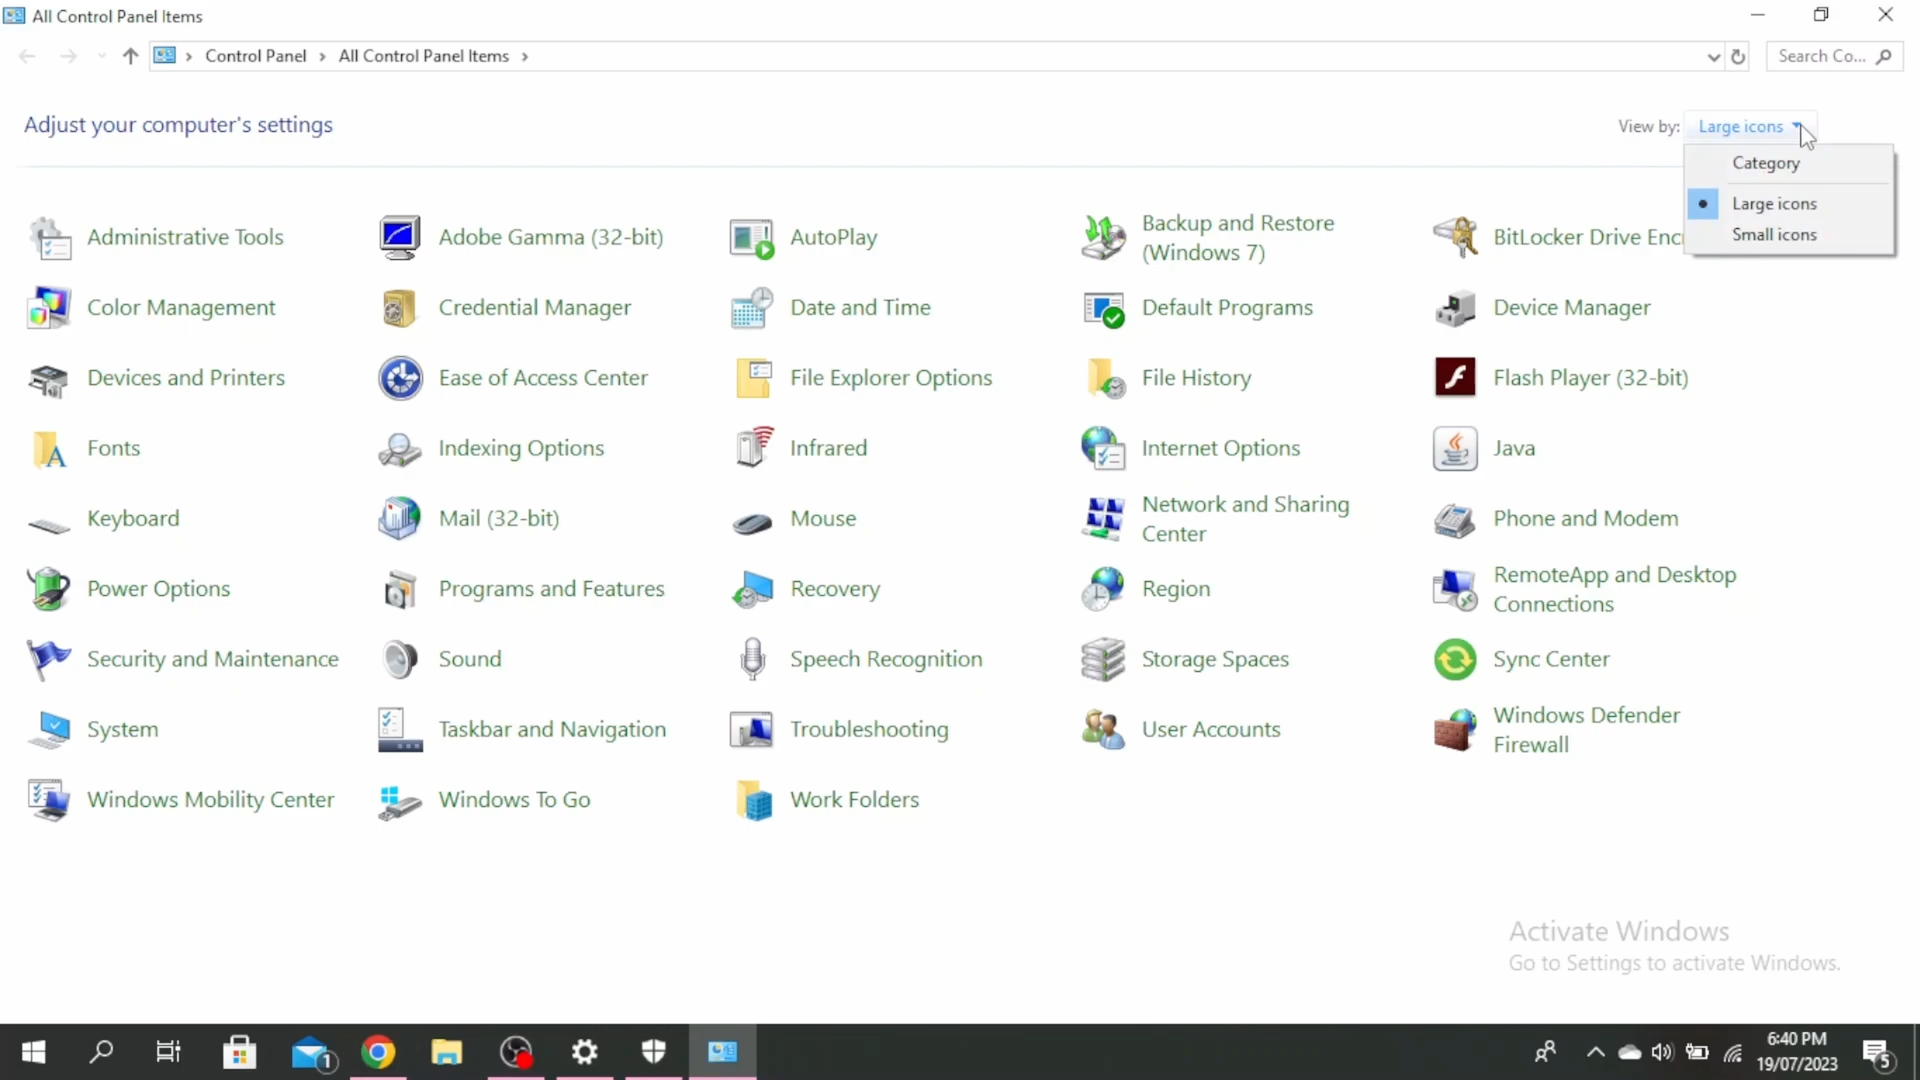 All Control Panel Items
Control Panel
All Control Panel Items
Search Co...
Adjust your computer's settings
View by:
Large icons
Category
Large icons
Small icons
Administrative Tools
Adobe Gamma (32-bit)
AutoPlay
Backup and Restore
(Windows 7)
BitLocker Drive Enc
Color Management
Credential Manager
Date and Time
Default Programs
Device Manager
Devices and Printers
Ease of Access Center
File Explorer Options
File History
Flash Player (32-bit)
Fonts
Indexing Options
Infrared
Internet Options
Java
Keyboard
Mail (32-bit)
Mouse
Network and Sharing
Center
Phone and Modem
Power Options
Programs and Features
Recovery
Region
RemoteApp and Desktop
Connections
Security and Maintenance
Sound
Speech Recognition
Storage Spaces
Sync Center
System
Taskbar and Navigation
Troubleshooting
User Accounts
Windows Defender
Firewall
Windows Mobility Center
Windows To Go
Work Folders
Activate Windows
Go to Settings to activate Windows.
1
6:40 PM
19/07/2023
5